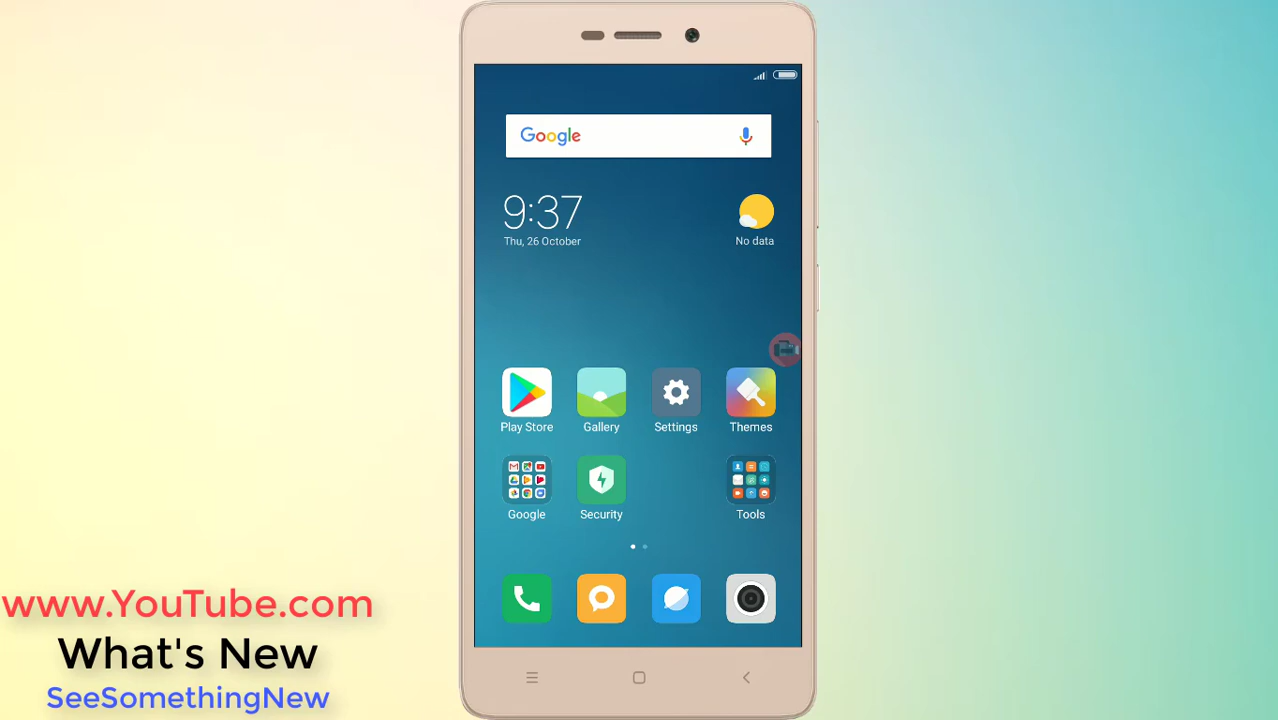 Google
9:37
Thu, 26 October
No data
Play Store
Gallery
Settings
Themes
Google
Security
Tools
www.YouTube.com
What's New
SeeSomethingNew